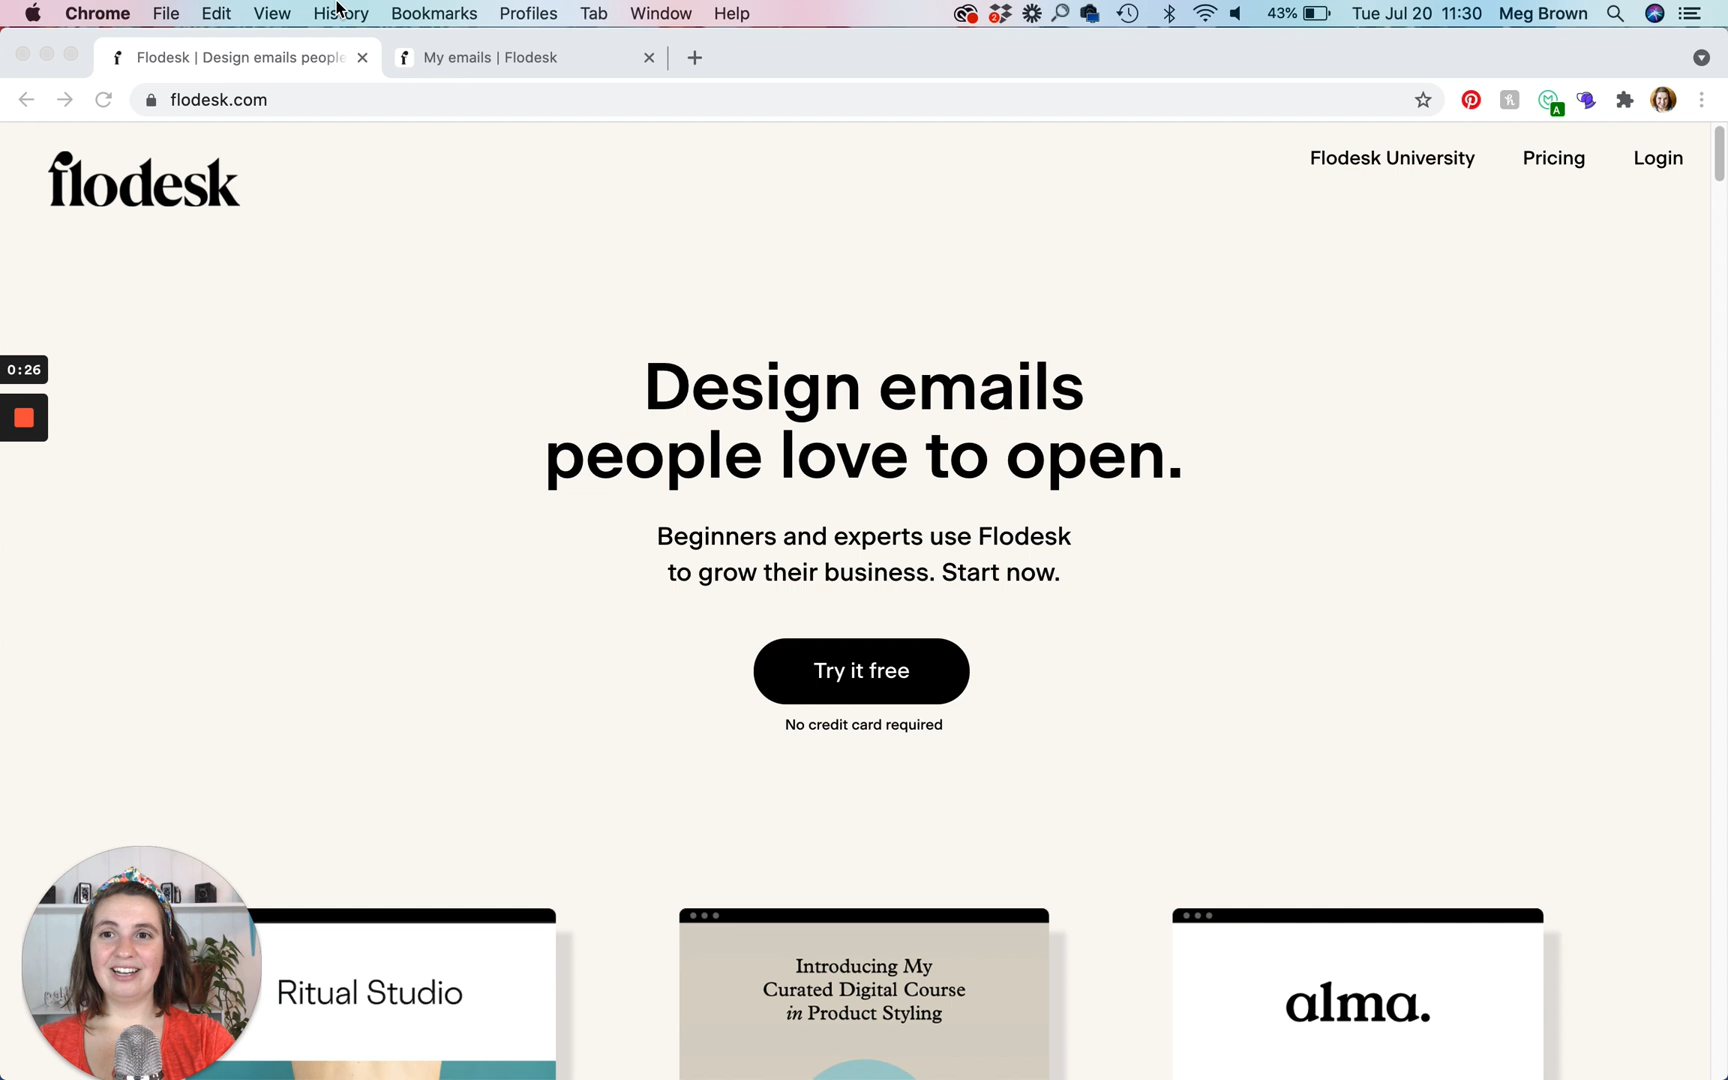 Chrome File Edit View History Bookmarks Profiles Tab Window Help 2 43% Tue Jul 20 11:30 Meg Brown
Flodesk | Design emails people
My emails | Flodesk
flodesk.com
A
flodesk
Flodesk University
Pricing
Login
0:26
Design emails
people love to open.
Beginners and experts use Flodesk
to grow their business. Start now.
Try it free
No credit card required
Ritual Studio
Introducing My
Curated Digital Course
in Product Styling
alma.